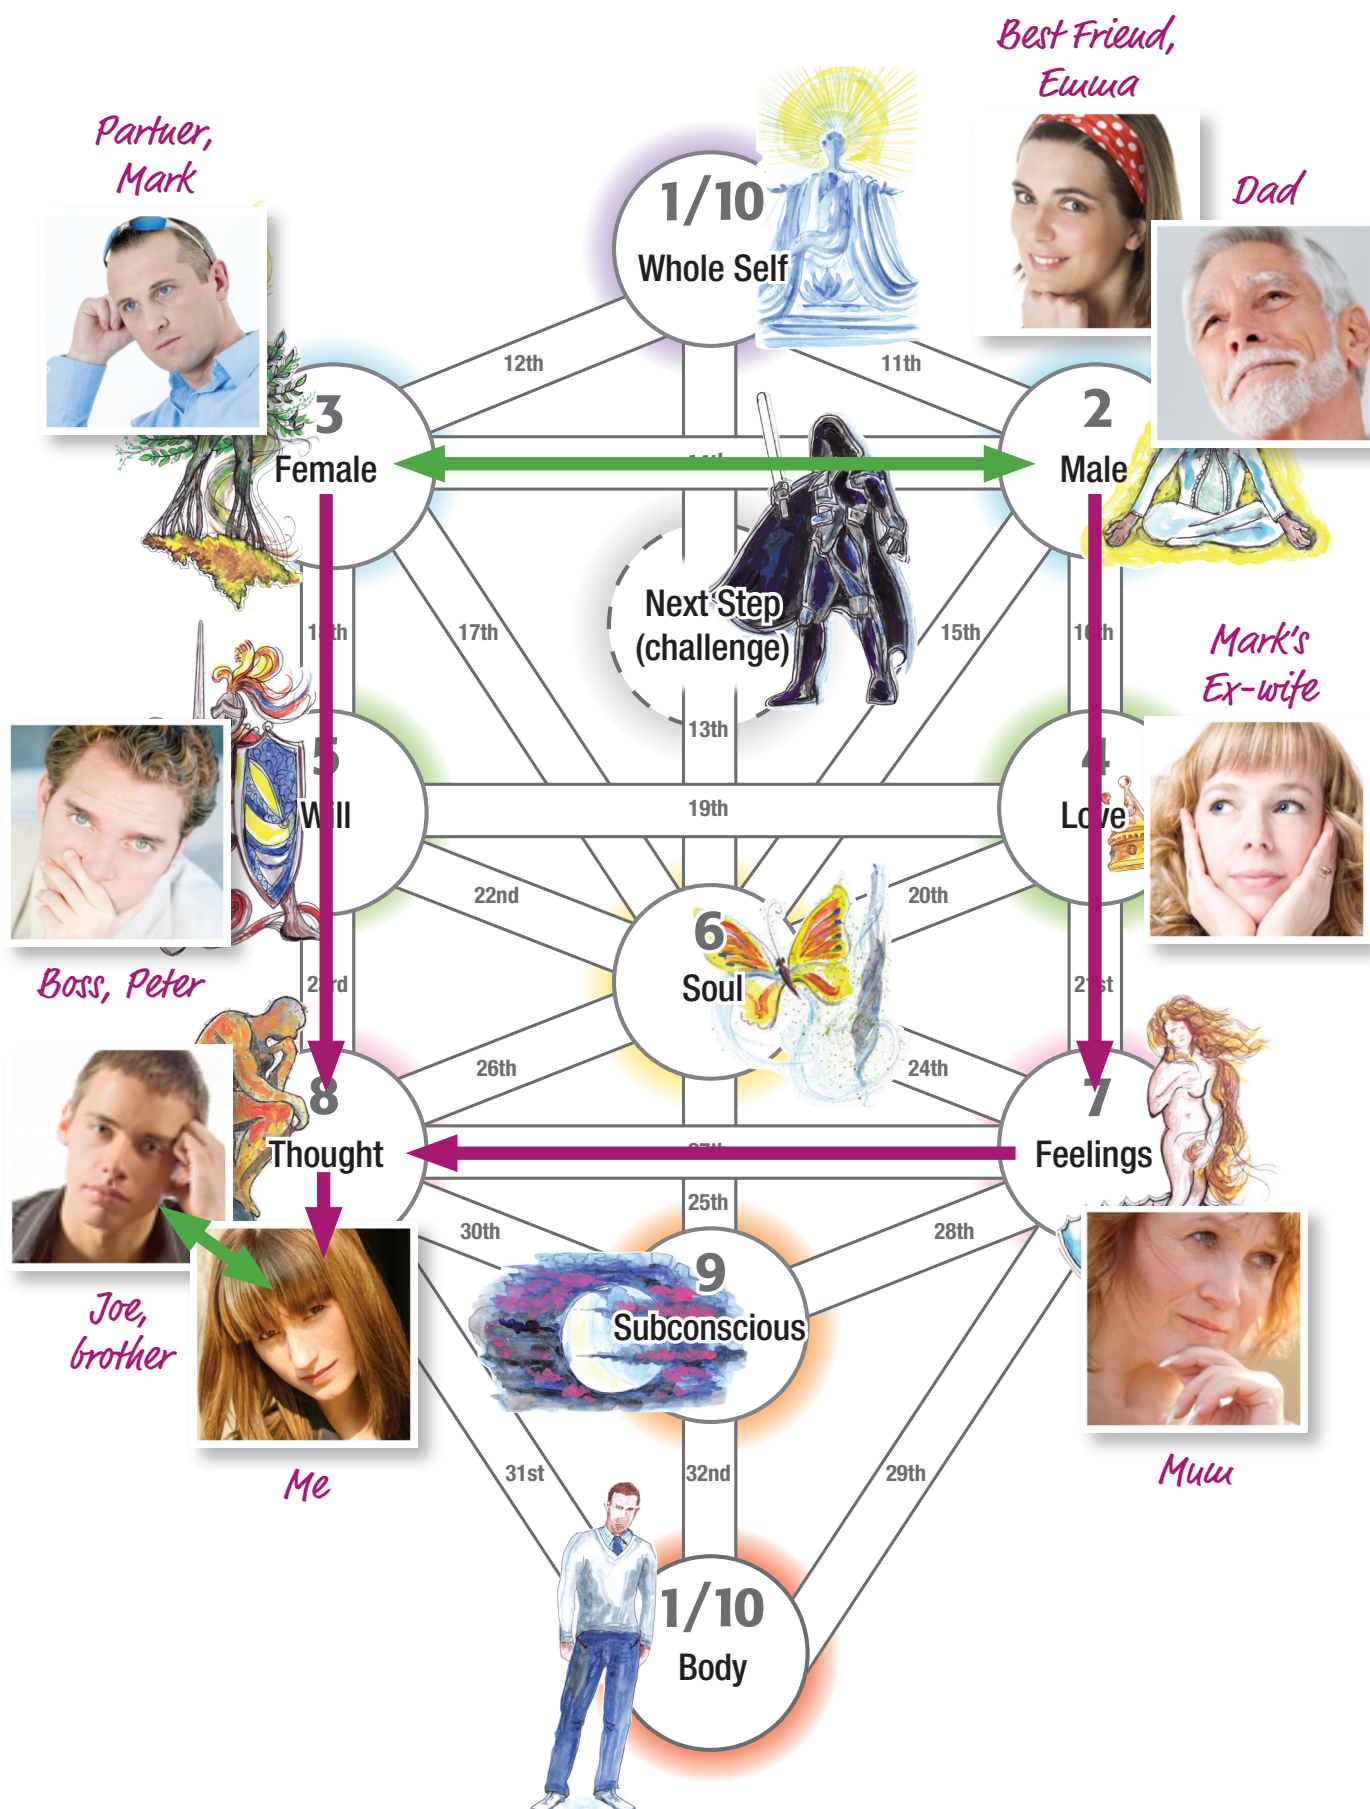 Best Friend,
Emma
Partner,
Mark
Dad
1/10
Whole Self
12th
11th
3
Female
2
Male
Next Step
(challenge)
17th
15th
Mark's
Ex-wife
13th
5
Will
19th
4
Love
22nd
20th
6
Soul
Boss, Peter
26th
24th
8
Thought
7
Feelings
25th
30th
28th
9
Subconscious
Joe,
brother
Me
Mum
31st
32nd
29th
1/10
Body